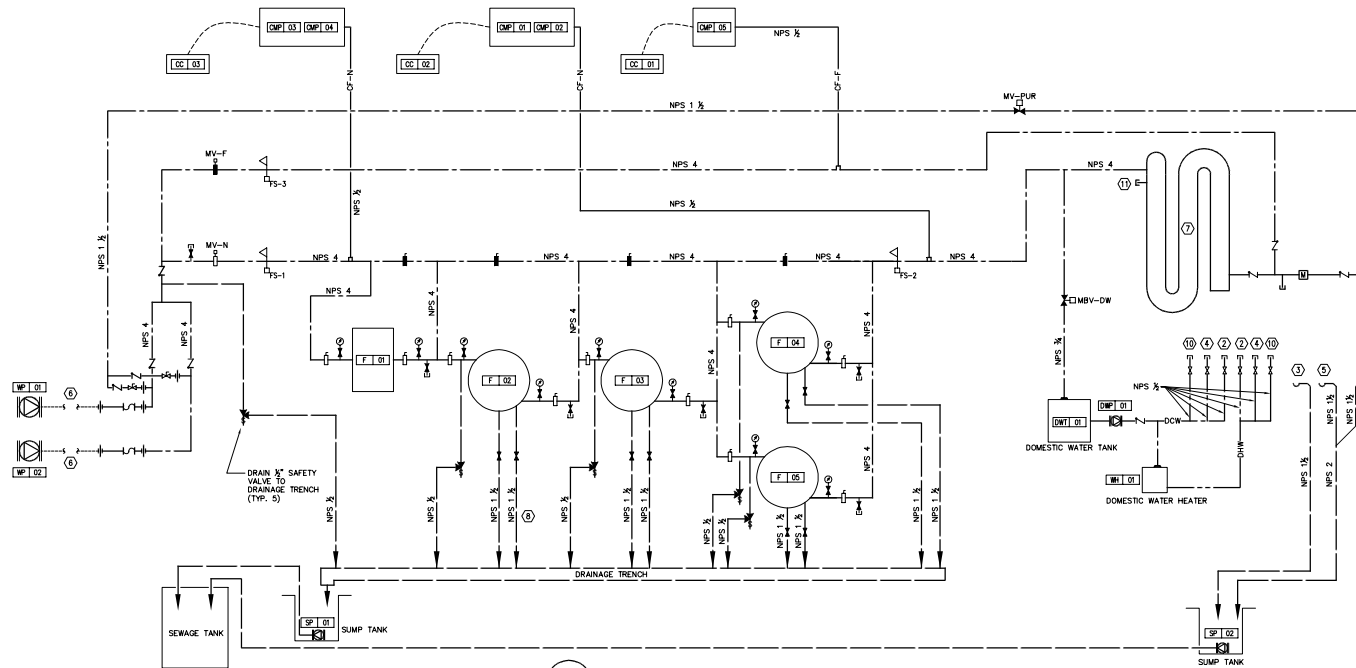 CMP 03 CMP 04
CMP 01 CMP 02
CMP 05
NPS ½
CC 03
CC 02
CC 01
CF-N
CF-N
CF-F
MV-PUR
NPS 1 ½
MV-F
NPS 4
NPS 4
FS-3
11
NPS ½
NPS ½
7
NPS 1 ½
MV-N
NPS 4
NPS 4
NPS 4
NPS 4
NPS 4
NPS 4
FS-1
FS-2
M
NPS 4
MBV-DW
NPS 4
NPS 4
NPS 4
NPS 4
NPS 4
NPS 4
F 01
F 02
F 03
F 04
NPS ¾
10
4
2
2
4
10
3
5
WP 01
6
NPS ½
DWT 01
DWP 01
DCW
DOMESTIC WATER TANK
DHW
NPS 1½
NPS 1½
NPS 1½
WP 02
6
DRAIN ½" SAFETY
VALVE TO
DRAINAGE TRENCH
(TYP. 5)
F 05
NPS 4
WH 01
DOMESTIC WATER HEATER
NPS 2
NPS ½
NPS ½
NPS 1 ½
NPS 1 ½
8
NPS ½
NPS 1 ½
NPS 1 ½
NPS ½
NPS ½
NPS 1 ½
NPS 1 ½
NPS 1 ½
NPS 1 ½
DRAINAGE TRENCH
SEWAGE TANK
SP 01
SUMP TANK
SP 02
SUMP TANK